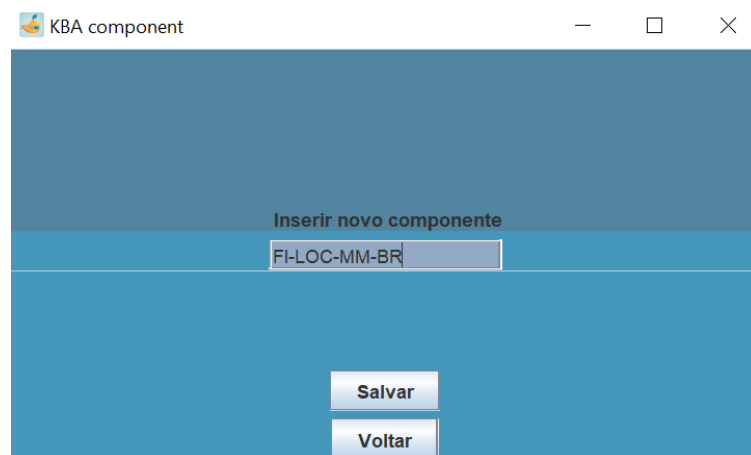 KBA component
Inserir novo componente
FI-LOC-MM-BR
Salvar
Voltar